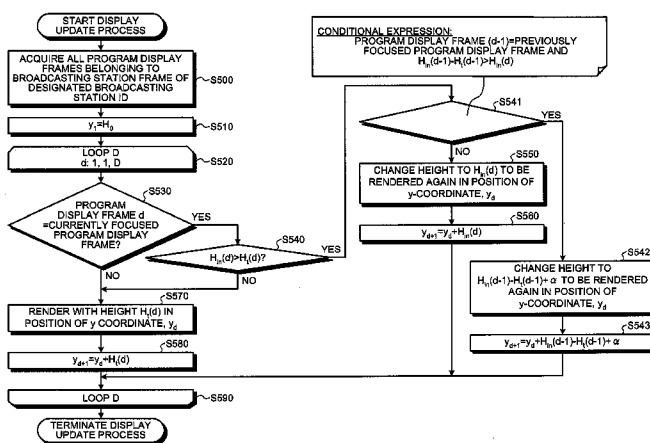 START DISPLAY
UPDATE PROCESS
ACQUIRE ALL PROGRAM DISPLAY
FRAMES BELONGING TO
BROADCASTING STATION FRAME OF
DESIGNATED BROADCASTING
STATION ID
S500
y1=H0
S510
LOOP D
d: 1, 1, D
S520
PROGRAM
DISPLAY FRAME d
=CURRENTLY FOCUSED
PROGRAM DISPLAY
FRAME?
S530
YES
NO
Hin(d)>Ht(d)?
S540
YES
NO
CONDITIONAL EXPRESSION:
PROGRAM DISPLAY FRAME (d-1)=PREVIOUSLY
FOCUSED PROGRAM DISPLAY FRAME AND
Hin(d-1)-Ht(d-1)>Hin(d)
S541
YES
NO
S550
CHANGE HEIGHT TO Hin(d) TO BE
RENDERED AGAIN IN POSITION OF
y-COORDINATE, yd
S560
yd+1=yd+Hin(d)
S542
CHANGE HEIGHT TO
Hin(d-1)-Ht(d-1)+ α TO BE RENDERED
AGAIN IN POSITION OF
y-COORDINATE, yd
S543
yd+1=yd+Hin(d-1)-Ht(d-1)+ α
S570
RENDER WITH HEIGHT Ht(d) IN
POSITION OF y COORDINATE, yd
S580
yd+1=yd+Ht(d)
LOOP D
S590
TERMINATE DISPLAY
UPDATE PROCESS